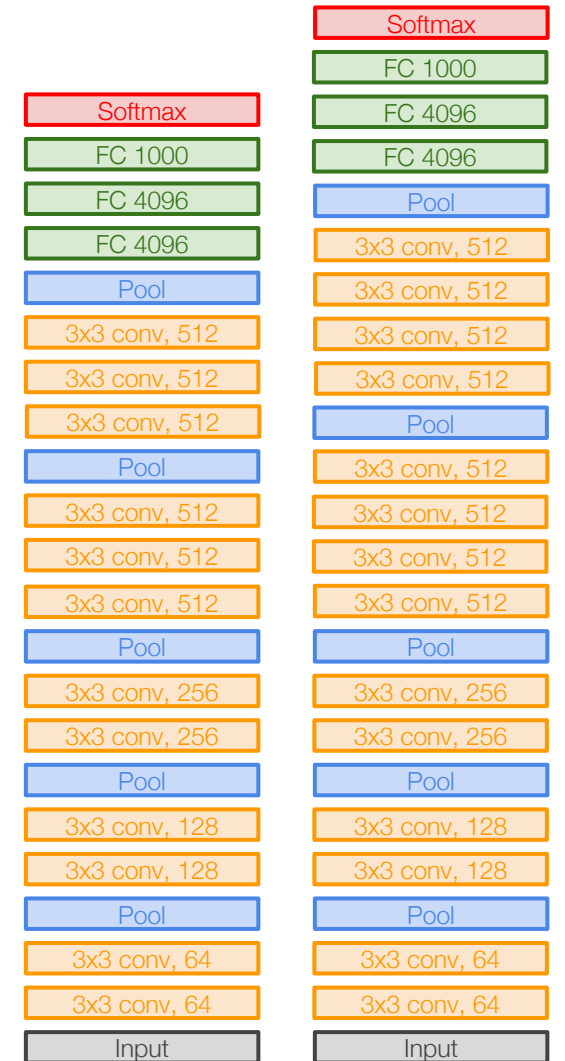 Softmax
FC 1000
FC 4096
FC 4096
Pool
3x3 conv, 512
3x3 conv, 512
3x3 conv, 512
Pool
3x3 conv, 512
3x3 conv, 512
3x3 conv, 512
Pool
3x3 conv, 256
3x3 conv, 256
Pool
3x3 conv, 128
3x3 conv, 128
Pool
3x3 conv, 64
3x3 conv, 64
Input
Softmax
FC 1000
FC 4096
FC 4096
Pool
3x3 conv, 512
3x3 conv, 512
3x3 conv, 512
3x3 conv, 512
Pool
3x3 conv, 512
3x3 conv, 512
3x3 conv, 512
3x3 conv, 512
Pool
3x3 conv, 256
3x3 conv, 256
Pool
3x3 conv, 128
3x3 conv, 128
Pool
3x3 conv, 64
3x3 conv, 64
Input